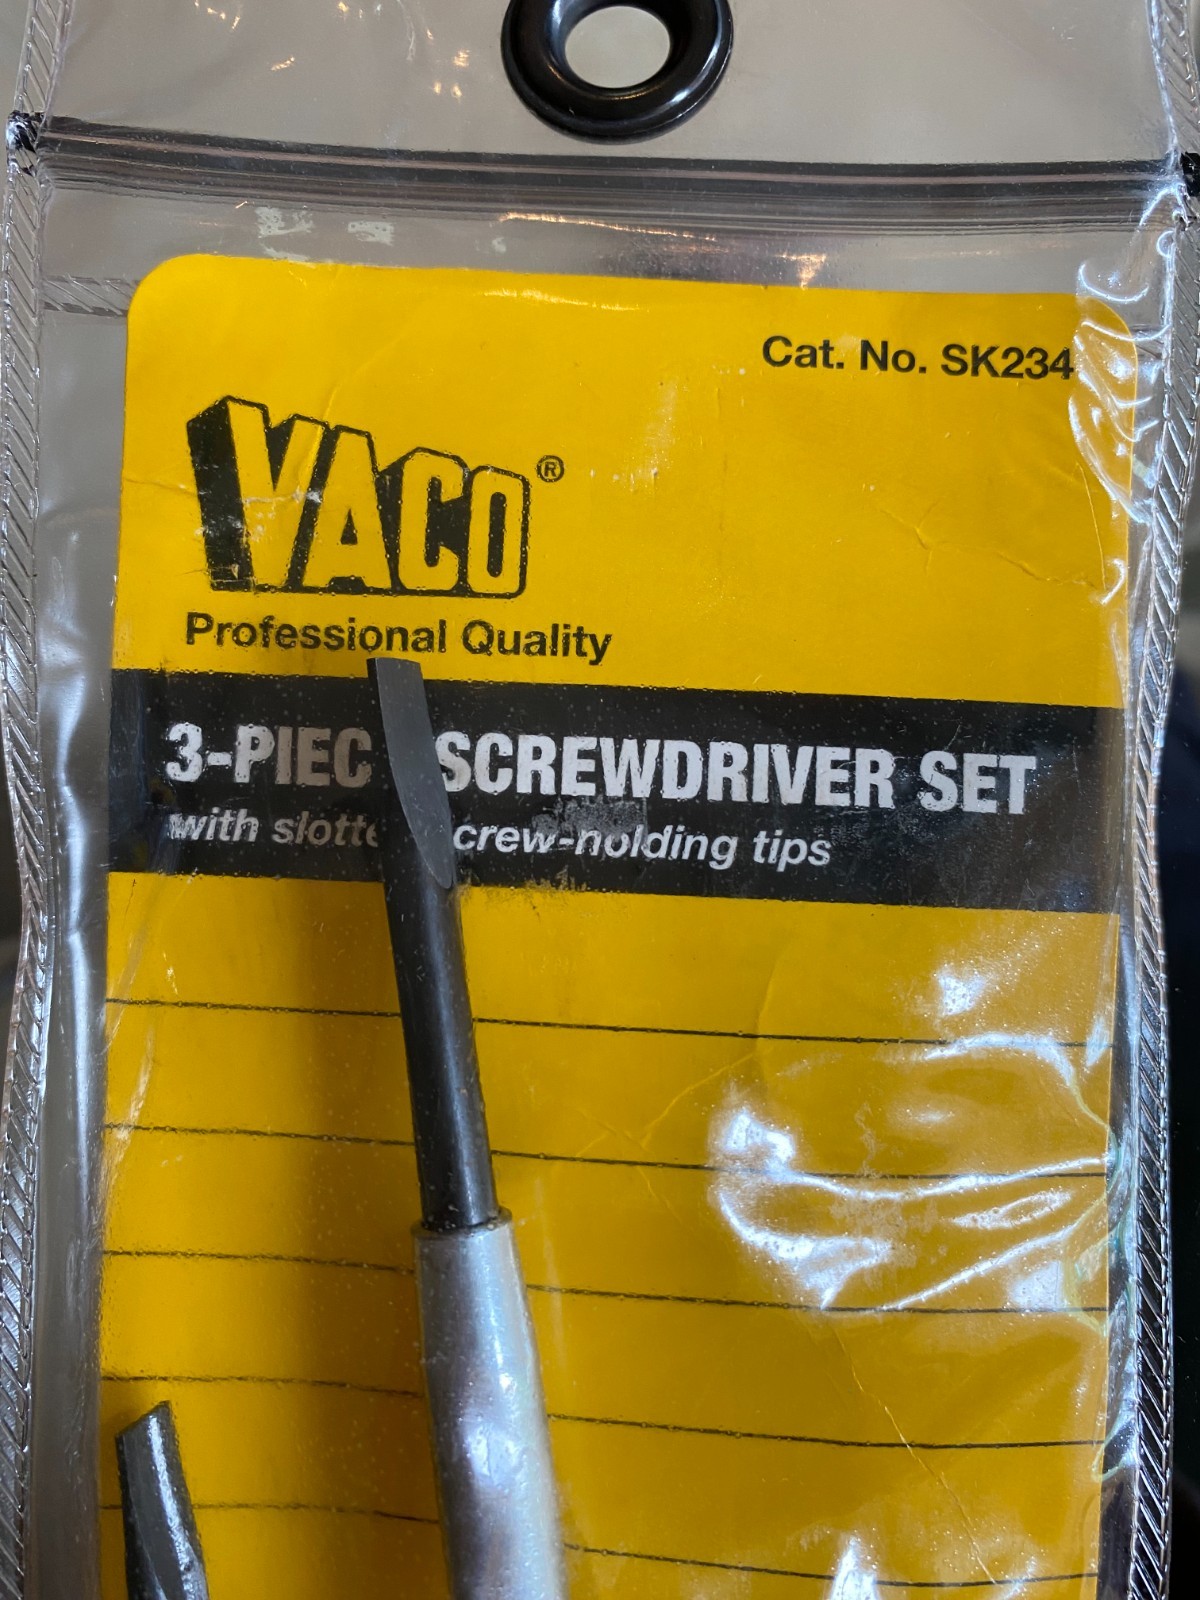 Cat. No. SK234
VACO®
Professional Quality
3-PIEC SCREWDRIVER SET
with slotte crew-holding tips